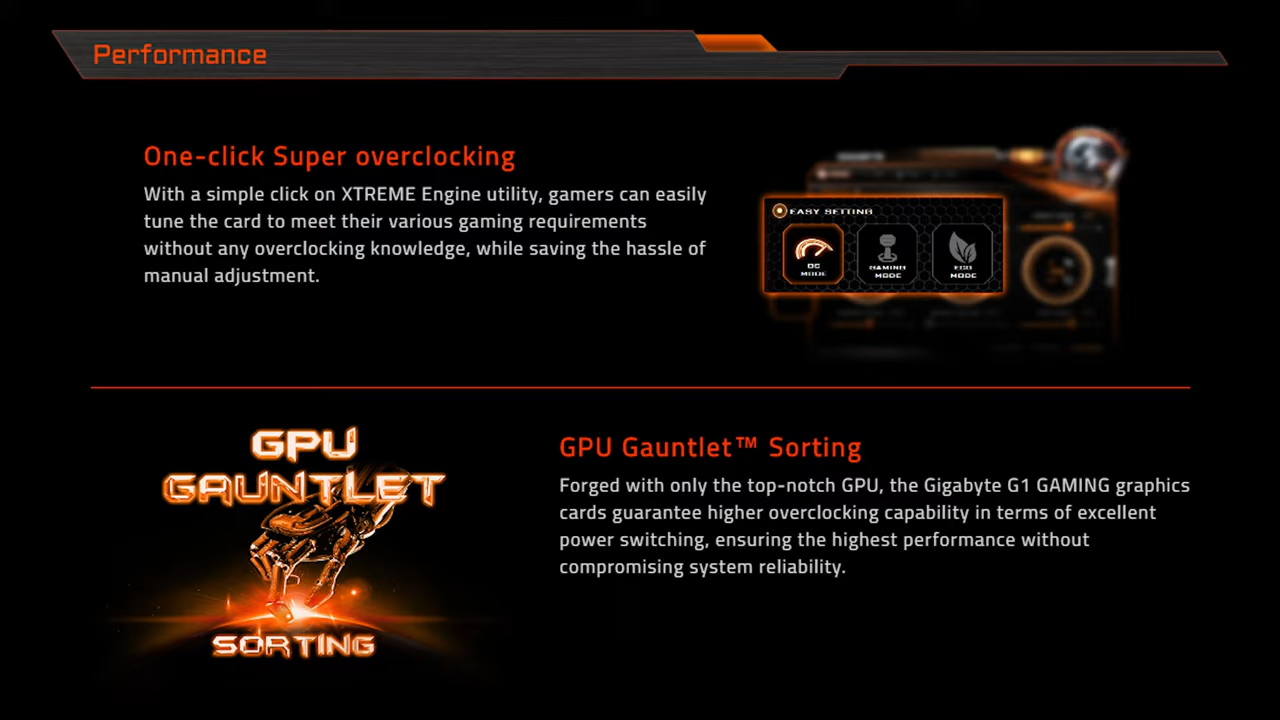 Performance
One-click Super overclocking
With a simple click on XTREME Engine utility, gamers can easily
tune the card to meet their various gaming requirements
without any overclocking knowledge, while saving the hassle of
manual adjustment.
EASY SETTING
OC
MODE
GAMING
MODE
ECO
MODE
GPU
GAUNTLET
SORTING
GPU Gauntlet™ Sorting
Forged with only the top-notch GPU, the Gigabyte G1 GAMING graphics
cards guarantee higher overclocking capability in terms of excellent
power switching, ensuring the highest performance without
compromising system reliability.